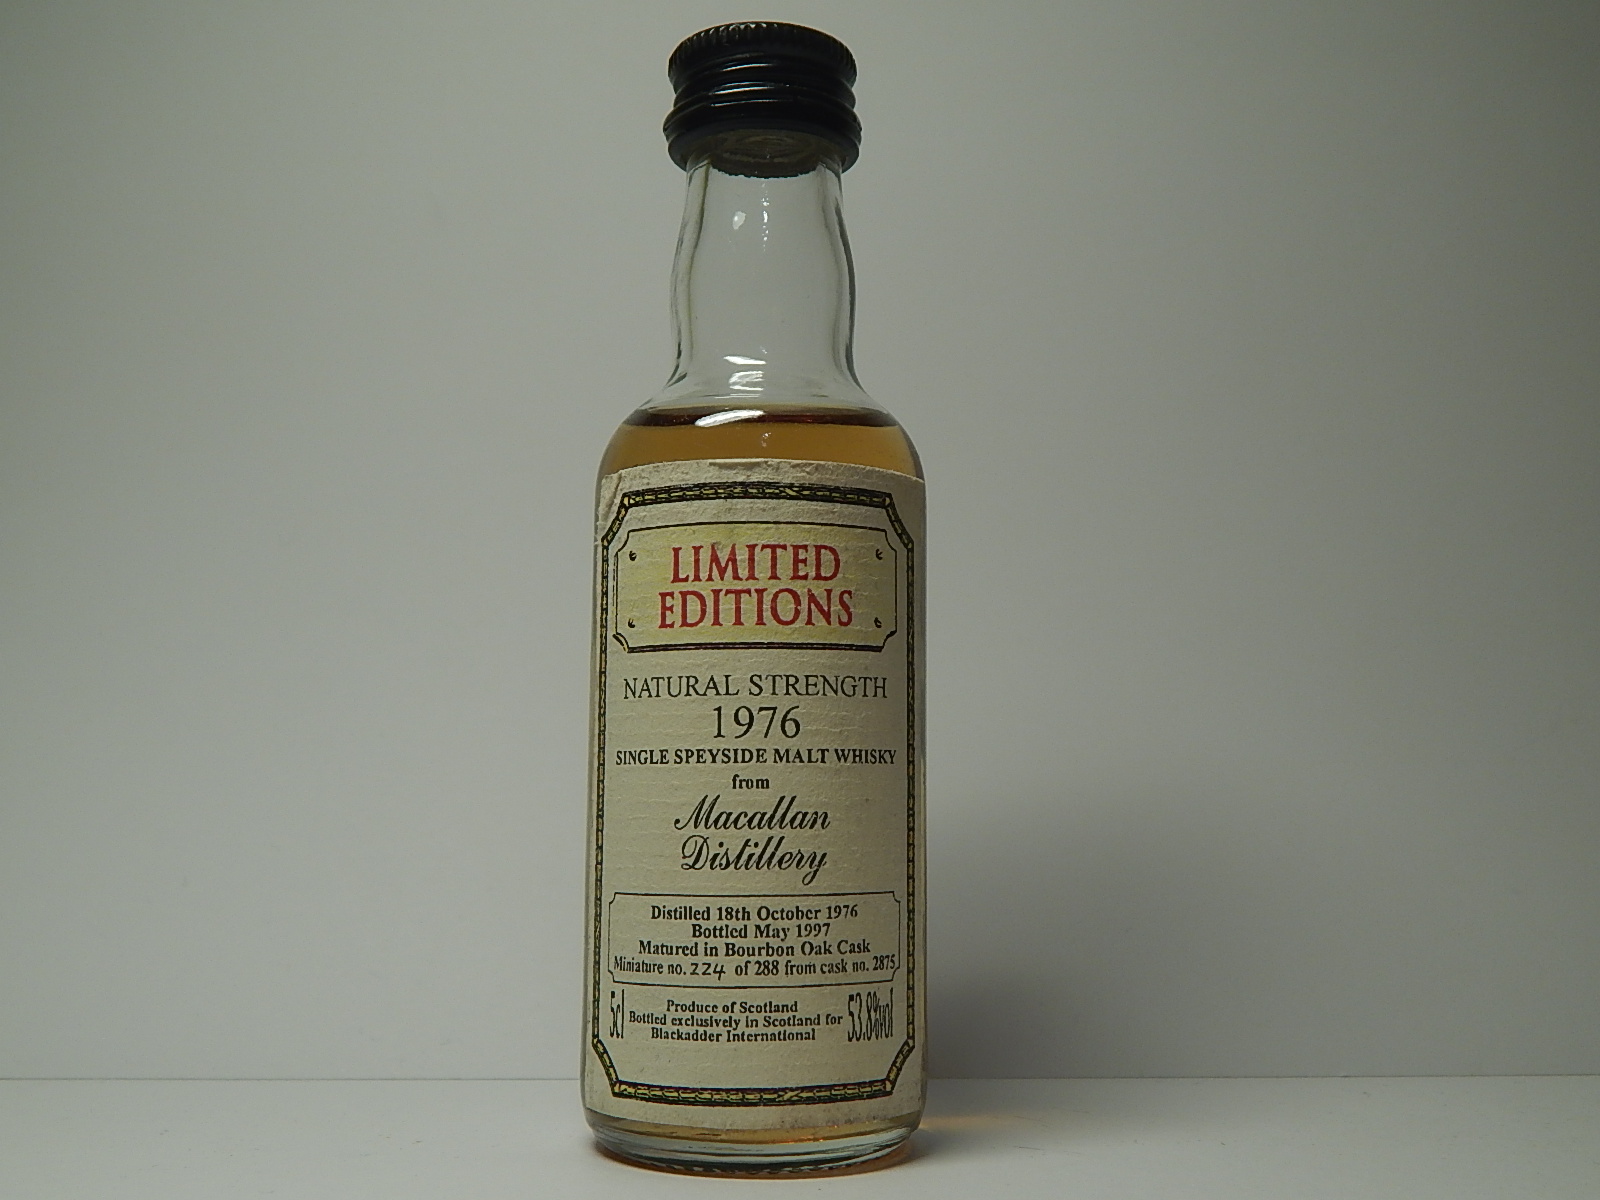 LIMITED
EDITIONS
NATURAL STRENGTH
1976
SINGLE SPEYSIDE MALT WHISKY
from
Macallan
Distillery
Distilled 18th October 1976
Bottled May 1997
Matured in Bourbon Oak Cask
Miniature no. 224 of 288 from cask no. 2875
5cl
Produce of Scotland
Bottled exclusively in Scotland for
Blackadder International
53.8%vol